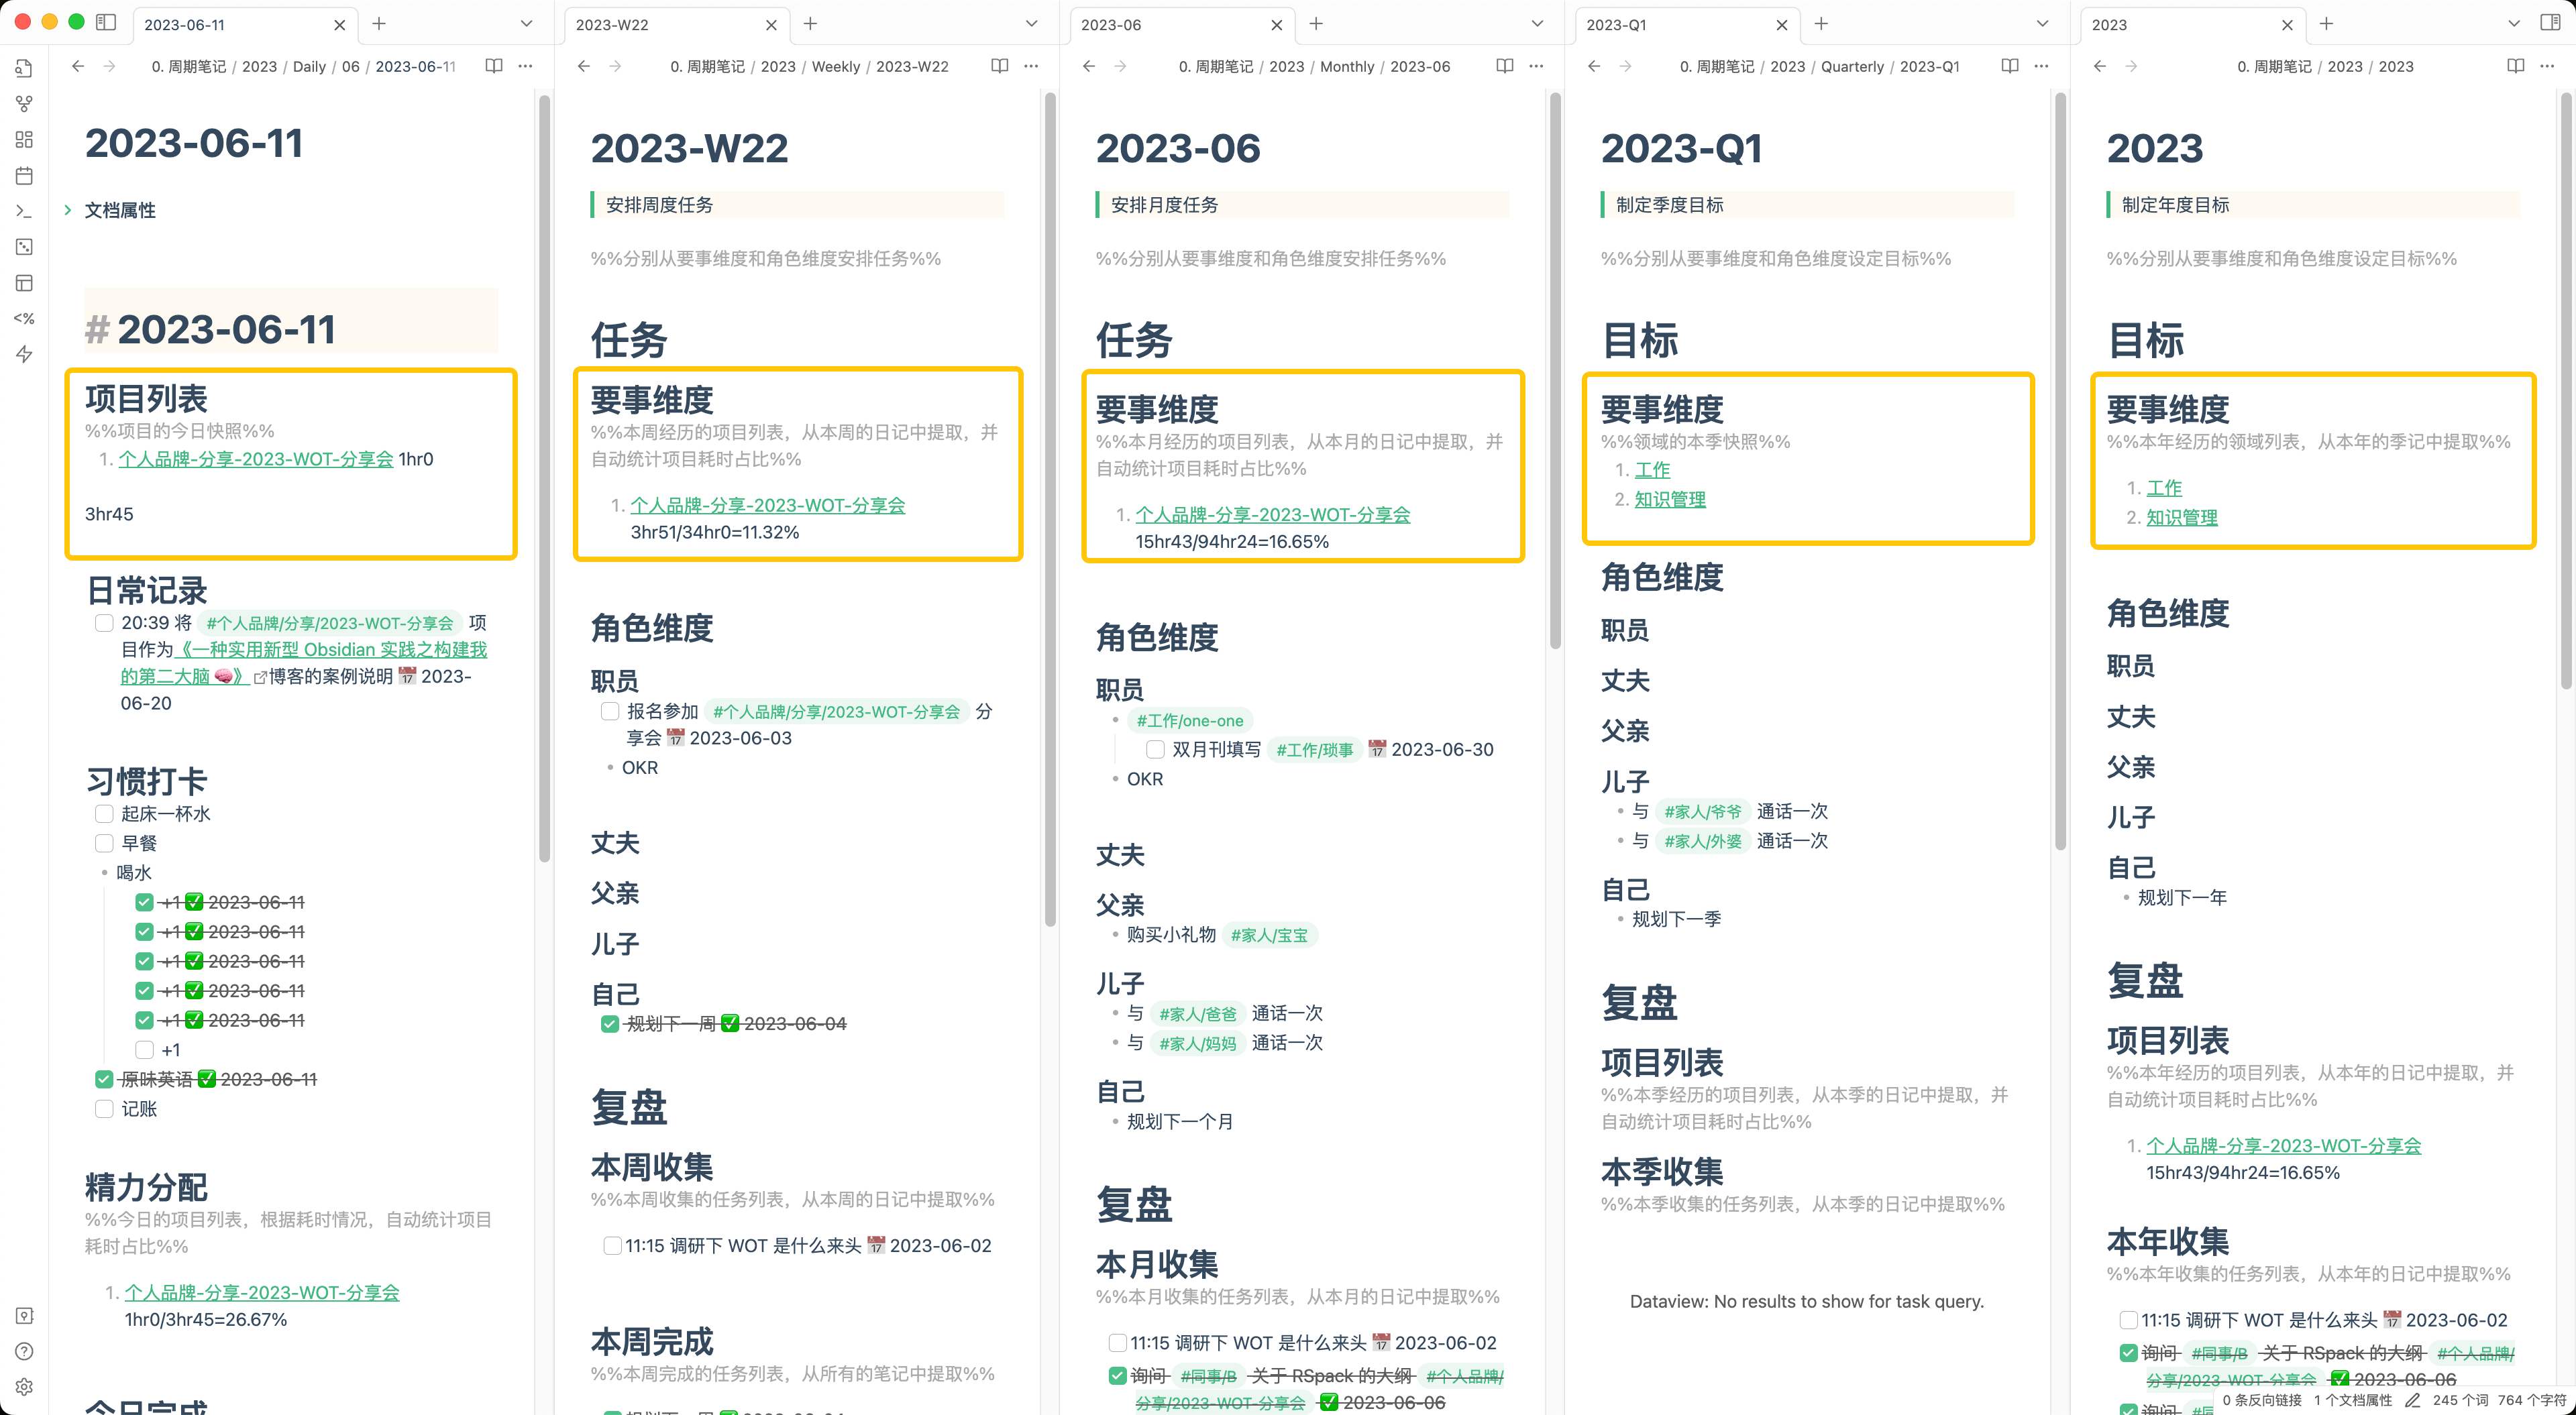 2023-06-11
0. 周期笔记 / 2023 / Daily / 06 / 2023-06-11
2023-06-11
文档属性
# 2023-06-11
项目列表
%%项目的今日快照%%
1. 个人品牌-分享-2023-WOT-分享会 1hr0
3hr45
日常记录
20:39 将 #个人品牌/分享/2023-WOT-分享会 项
目作为《一种实用新型 Obsidian 实践之构建我
的第二大脑 🧠》 博客的案例说明 📅 2023-
06-20
习惯打卡
起床一杯水
早餐
喝水
+1 ✅ 2023-06-11
+1 ✅ 2023-06-11
+1 ✅ 2023-06-11
+1 ✅ 2023-06-11
+1 ✅ 2023-06-11
+1
原味英语 ✅ 2023-06-11
记账
精力分配
%%今日的项目列表，根据耗时情况，自动统计项目
耗时占比%%
1. 个人品牌-分享-2023-WOT-分享会
1hr0/3hr45=26.67%
今日完成
2023-W22
0. 周期笔记 / 2023 / Weekly / 2023-W22
2023-W22
安排周度任务
%%分别从要事维度和角色维度安排任务%%
任务
要事维度
%%本周经历的项目列表，从本周的日记中提取，并
自动统计项目耗时占比%%
1. 个人品牌-分享-2023-WOT-分享会
3hr51/34hr0=11.32%
角色维度
职员
报名参加 #个人品牌/分享/2023-WOT-分享会 分
享会 📅 2023-06-03
OKR
丈夫
父亲
儿子
自己
规划下一周 ✅ 2023-06-04
复盘
本周收集
%%本周收集的任务列表，从本周的日记中提取%%
11:15 调研下 WOT 是什么来头 📅 2023-06-02
本周完成
%%本周完成的任务列表，从所有的笔记中提取%%
2023-06
0. 周期笔记 / 2023 / Monthly / 2023-06
2023-06
安排月度任务
%%分别从要事维度和角色维度安排任务%%
任务
要事维度
%%本月经历的项目列表，从本月的日记中提取，并
自动统计项目耗时占比%%
1. 个人品牌-分享-2023-WOT-分享会
15hr43/94hr24=16.65%
角色维度
职员
#工作/one-one
双月刊填写 #工作/琐事 📅 2023-06-30
OKR
丈夫
父亲
购买小礼物 #家人/宝宝
儿子
与 #家人/爸爸 通话一次
与 #家人/妈妈 通话一次
自己
规划下一个月
复盘
本月收集
%%本月收集的任务列表，从本月的日记中提取%%
11:15 调研下 WOT 是什么来头 📅 2023-06-02
询问 #同事/B 关于 RSpack 的大纲 #个人品牌/
分享/2023-WOT-分享会 ✅ 2023-06-06
2023-Q1
0. 周期笔记 / 2023 / Quarterly / 2023-Q1
2023-Q1
制定季度目标
%%分别从要事维度和角色维度设定目标%%
目标
要事维度
%%领域的本季快照%%
1. 工作
2. 知识管理
角色维度
职员
丈夫
父亲
儿子
与 #家人/爷爷 通话一次
与 #家人/外婆 通话一次
自己
规划下一季
复盘
项目列表
%%本季经历的项目列表，从本季的日记中提取，并
自动统计项目耗时占比%%
本季收集
%%本季收集的任务列表，从本季的日记中提取%%
Dataview: No results to show for task query.
2023
0. 周期笔记 / 2023 / 2023
2023
制定年度目标
%%分别从要事维度和角色维度设定目标%%
目标
要事维度
%%本年经历的领域列表，从本年的季记中提取%%
1. 工作
2. 知识管理
角色维度
职员
丈夫
父亲
儿子
自己
规划下一年
复盘
项目列表
%%本年经历的项目列表，从本年的日记中提取，并
自动统计项目耗时占比%%
1. 个人品牌-分享-2023-WOT-分享会
15hr43/94hr24=16.65%
本年收集
%%本年收集的任务列表，从本年的日记中提取%%
11:15 调研下 WOT 是什么来头 📅 2023-06-02
询问 #同事/B 关于 RSpack 的大纲 #个人品牌/
分享/2023-WOT-分享会 ✅ 2023-06-06
询问
0 条反向链接 1 个文档属性 245 个词 764 个字符